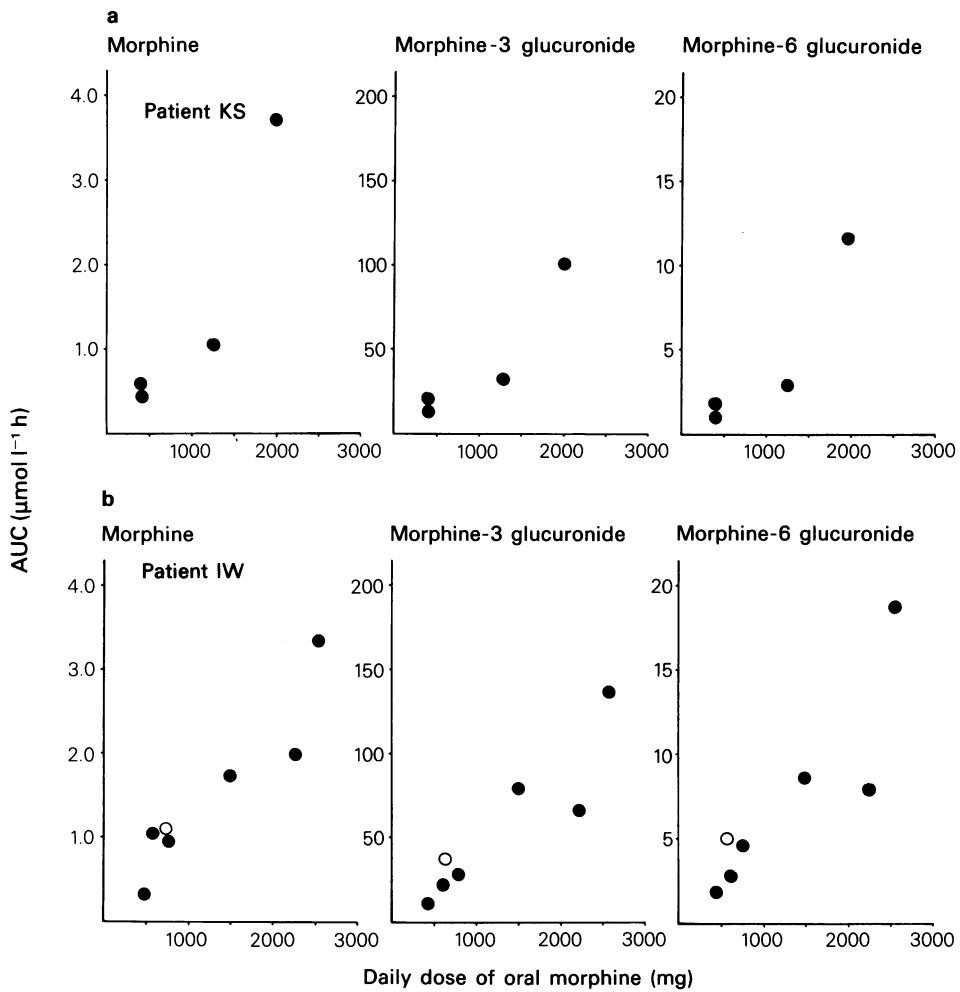 a
Morphine
Morphine-3 glucuronide
Morphine-6 glucuronide
Patient KS
4.0
3.0
2.0
1.0
1000 2000 3000
200
150
100
50
1000 2000 3000
20
15
10
5
1000 2000 3000
AUC (μmol l⁻¹ h)
b
Morphine
Morphine-3 glucuronide
Morphine-6 glucuronide
Patient IW
4.0
3.0
2.0
1.0
1000 2000 3000
200
150
100
50
1000 2000 3000
20
15
10
5
1000 2000 3000
Daily dose of oral morphine (mg)